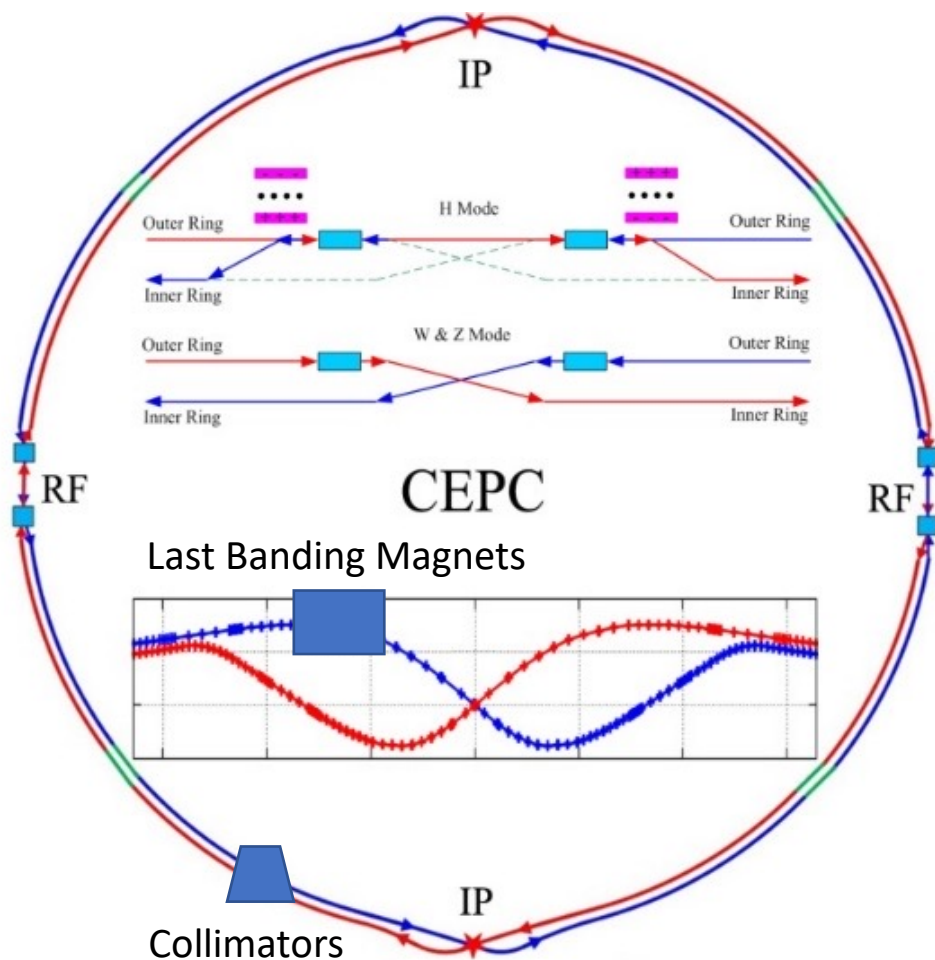 IP
- - -
+ + +
+ + +
- - -
H Mode
Outer Ring
Outer Ring
Inner Ring
Inner Ring
W & Z Mode
Outer Ring
Outer Ring
Inner Ring
Inner Ring
RF
CEPC
RF
Last Banding Magnets
IP
Collimators